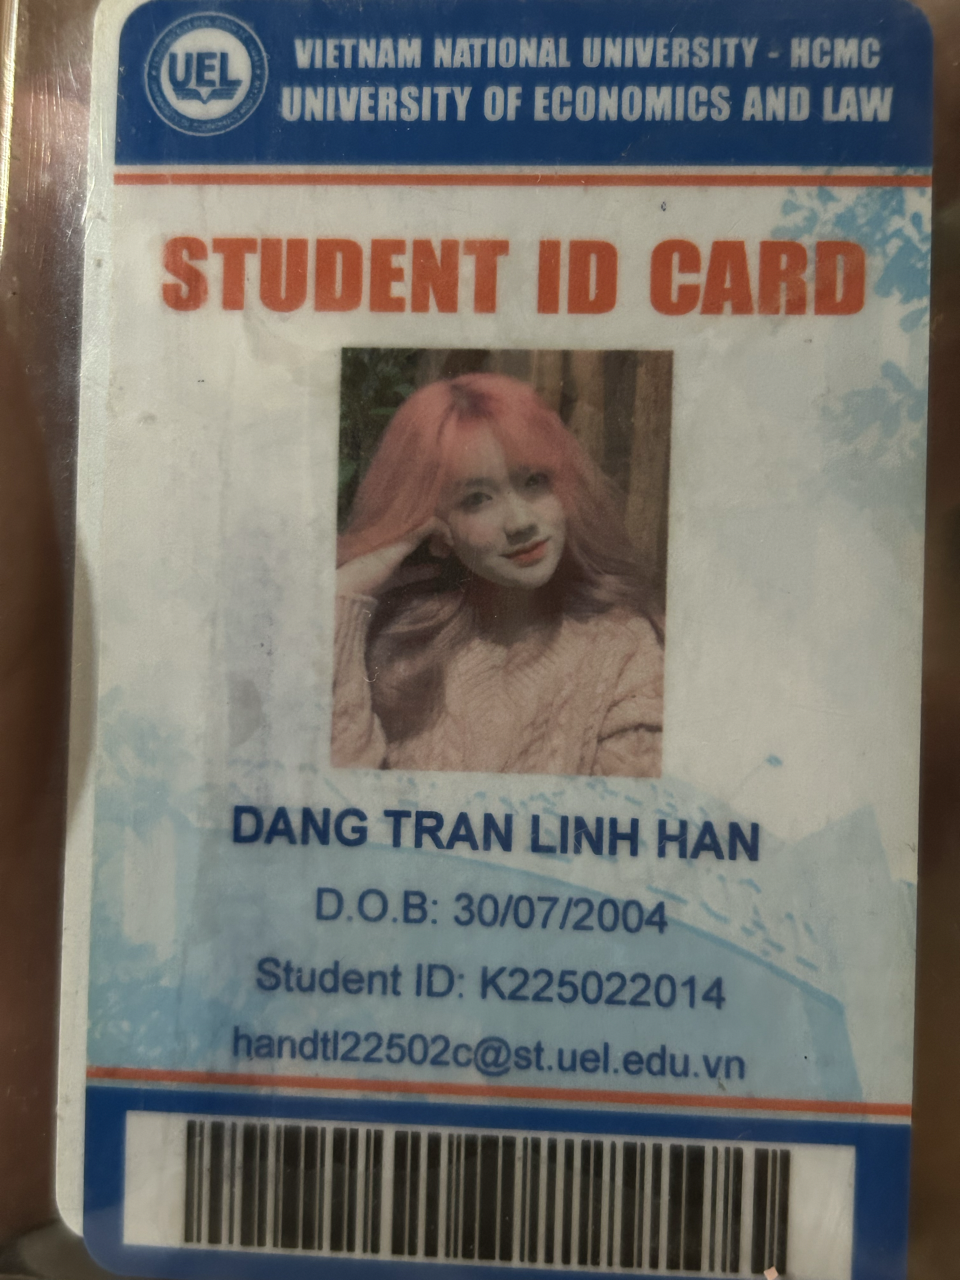 UEL
VIETNAM NATIONAL UNIVERSITY - HCMC
UNIVERSITY OF ECONOMICS AND LAW
STUDENT ID CARD
DANG TRAN LINH HAN
D.O.B: 30/07/2004
Student ID: K225022014
handtl22502c@st.uel.edu.vn